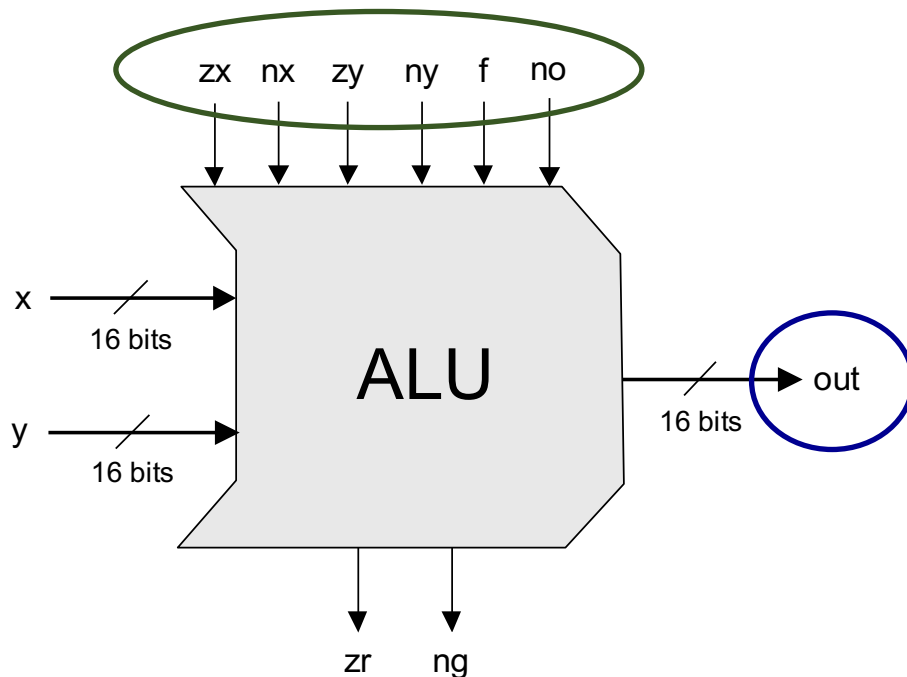 zx nx zy ny f no
x
16 bits
ALU
out
16 bits
y
16 bits
zr ng